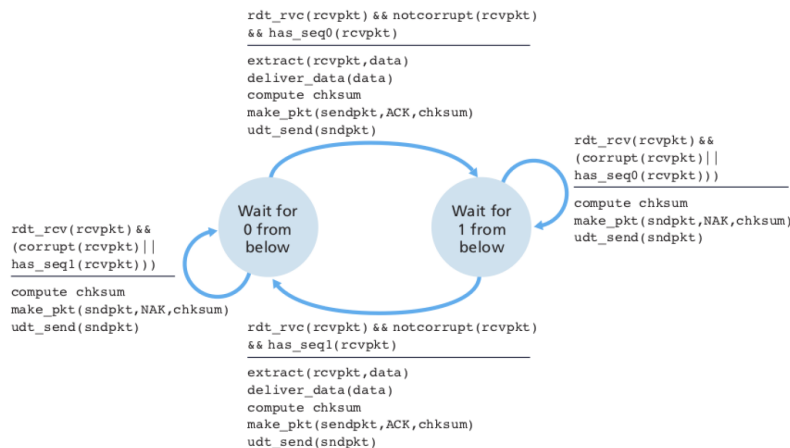 rdt_rvc(rcvpkt) && notcorrupt(rcvpkt)
&& has_seq0(rcvpkt)
extract(rcvpkt,data)
deliver_data(data)
compute chksum
make_pkt(sendpkt,ACK,chksum)
udt_send(sndpkt)
rdt_rcv(rcvpkt) &&
(corrupt(rcvpkt)||
has_seq0(rcvpkt)))
compute chksum
make_pkt(sndpkt,NAK,chksum)
udt_send(sndpkt)
Wait for
0 from
below
Wait for
1 from
below
rdt_rcv(rcvpkt) &&
(corrupt(rcvpkt)||
has_seq1(rcvpkt)))
compute chksum
make_pkt(sndpkt,NAK,chksum)
udt_send(sndpkt)
rdt_rvc(rcvpkt) && notcorrupt(rcvpkt)
&& has_seq1(rcvpkt)
extract(rcvpkt,data)
deliver_data(data)
compute chksum
make_pkt(sendpkt,ACK,chksum)
udt_send(sndpkt)